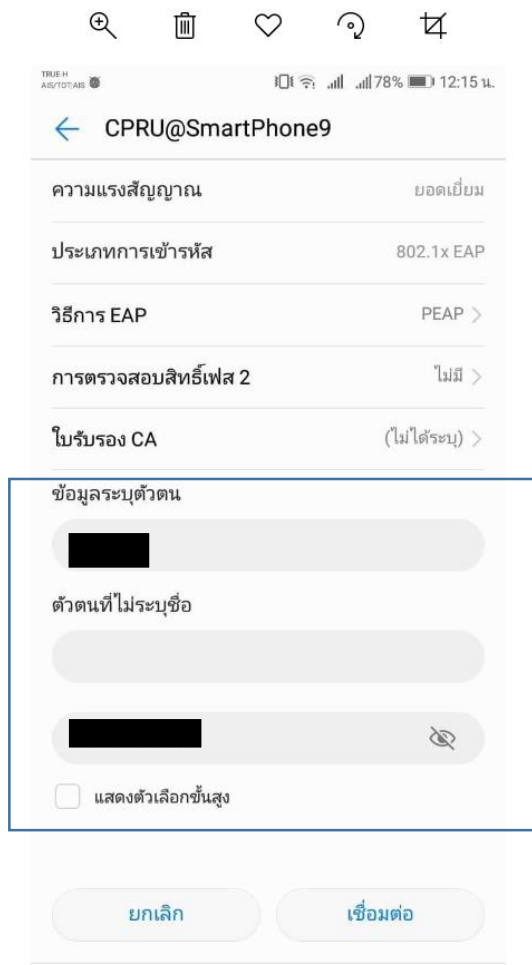 TRUE-H
AIS/TOT|AIS 78% 12:15 น.
CPRU@SmartPhone9
ความแรงสัญญาณ ยอดเยี่ยม
ประเภทการเข้ารหัส 802.1x EAP
วิธีการ EAP PEAP
การตรวจสอบสิทธิ์เฟส 2 ไม่มี
ใบรับรอง CA (ไม่ได้ระบุ)
ข้อมูลระบุตัวตน
ตัวตนที่ไม่ระบุชื่อ
แสดงตัวเลือกขั้นสูง
ยกเลิก เชื่อมต่อ